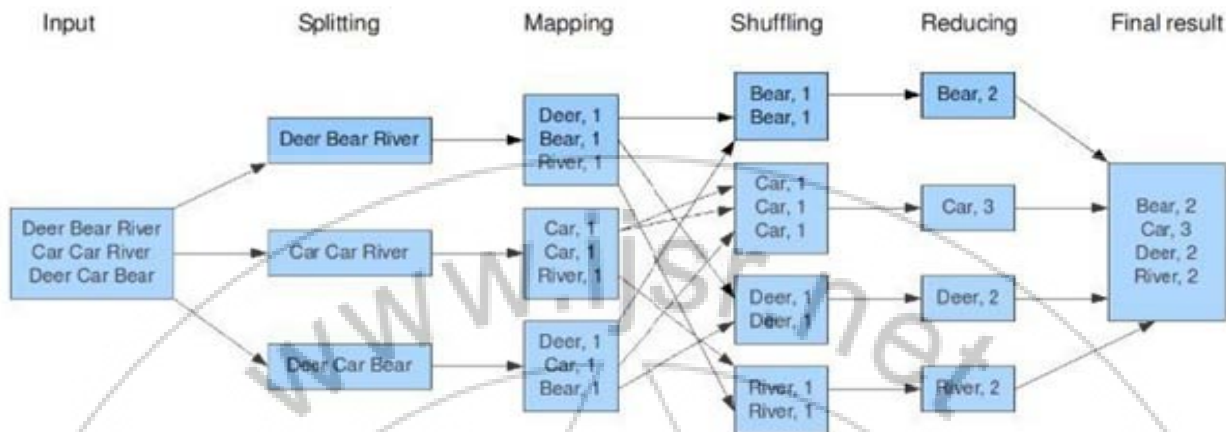 Input
Splitting
Mapping
Shuffling
Reducing
Final result
Deer Bear River
Car Car River
Deer Car Bear
Deer Bear River
Car Car River
Deer Car Bear
Deer, 1
Bear, 1
River, 1
Car, 1
Car, 1
River, 1
Deer, 1
Car, 1
Bear, 1
Bear, 1
Bear, 1
Car, 1
Car, 1
Car, 1
Deer, 1
Deer, 1
River, 1
River, 1
Bear, 2
Car, 3
Deer, 2
River, 2
Bear, 2
Car, 3
Deer, 2
River, 2
www.ijsr.net